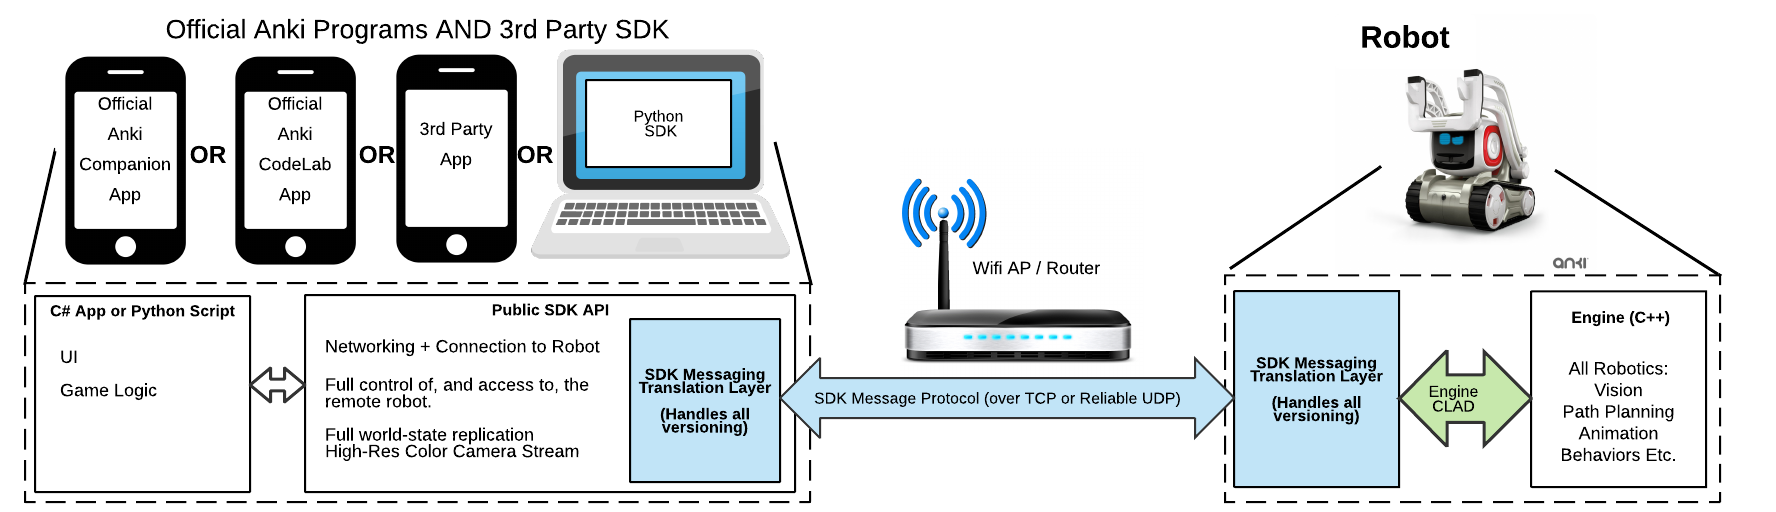 Official Anki Programs AND 3rd Party SDK
Robot
Official
Anki
Companion
App
OR
Official
Anki
CodeLab
App
OR
3rd Party
App
OR
Python
SDK
Wifi AP / Router
anki
C# App or Python Script
UI
Game Logic
Public SDK API
Networking + Connection to Robot
Full control of, and access to, the
remote robot.
Full world-state replication
High-Res Color Camera Stream
SDK Messaging
Translation Layer
(Handles all
versioning)
SDK Message Protocol (over TCP or Reliable UDP)
SDK Messaging
Translation Layer
(Handles all
versioning)
Engine
CLAD
Engine (C++)
All Robotics:
Vision
Path Planning
Animation
Behaviors Etc.